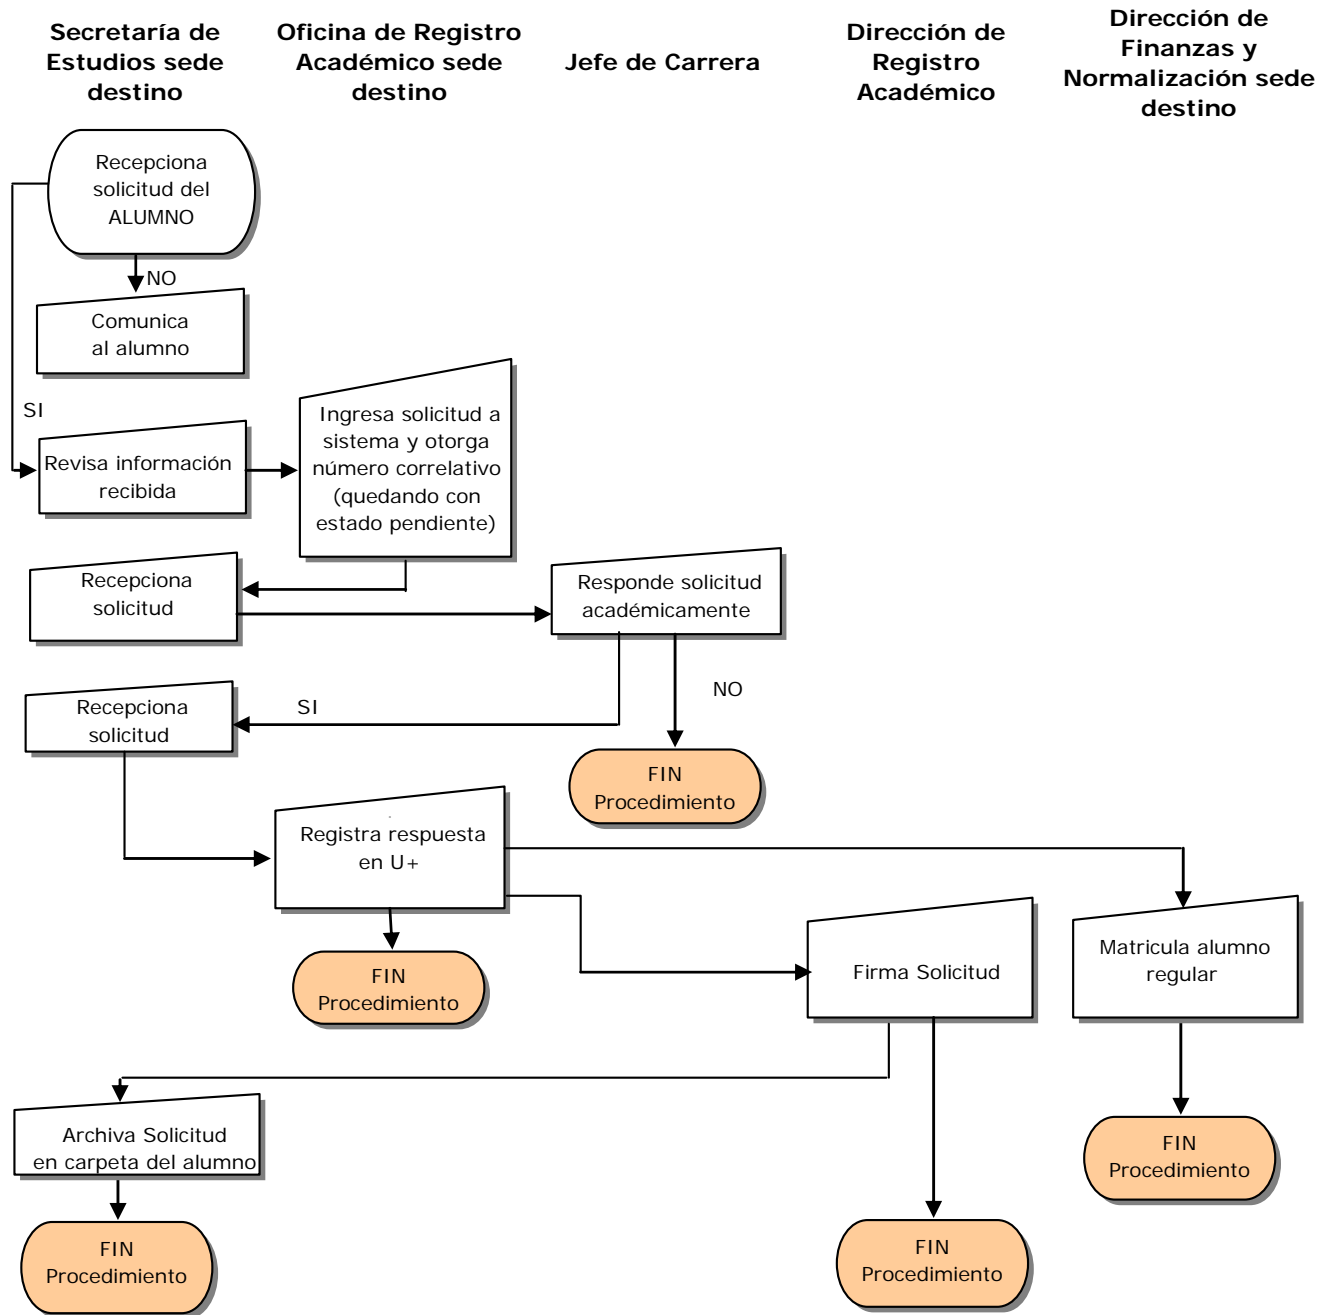 Secretaría de
Estudios sede
destino
Oficina de Registro
Académico sede
destino
Jefe de Carrera
Dirección de
Registro
Académico
Dirección de
Finanzas y
Normalización sede
destino
Recepciona
solicitud del
ALUMNO
NO
Comunica
al alumno
SI
Revisa información
recibida
Ingresa solicitud a
sistema y otorga
número correlativo
(quedando con
estado pendiente)
Recepciona
solicitud
Responde solicitud
académicamente
NO
SI
Recepciona
solicitud
FIN
Procedimiento
Registra respuesta
en U+
FIN
Procedimiento
Firma Solicitud
Matricula alumno
regular
Archiva Solicitud
en carpeta del alumno
FIN
Procedimiento
FIN
Procedimiento
FIN
Procedimiento